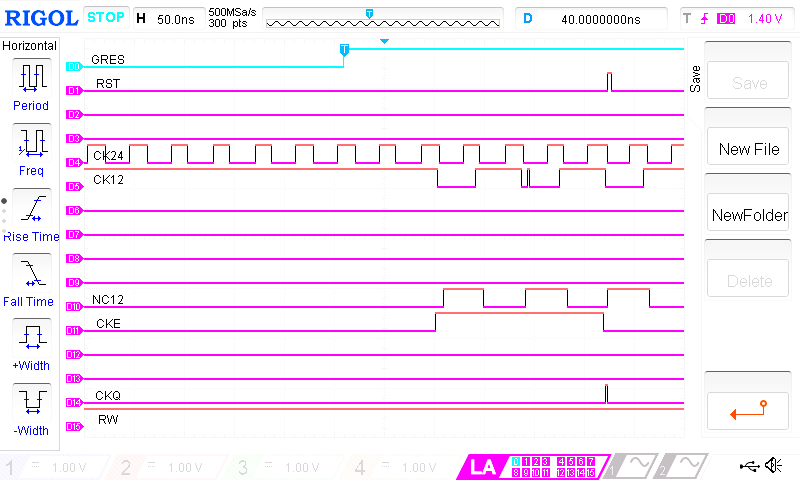 RIGOL STOP H 50.0ns 500MSa/s 300 pts T D 40.0000000ns T D0 1.40 V
Horizontal
Period
Freq
Rise Time
Fall Time
+Width
-Width
T
D0 GRES
D1 RST
D2
D3
D4 CK24
D5 CK12
D6
D7
D8
D9
D10 NC12
D11 CKE
D12
D13
D14 CKQ
D15 RW
Save
Save
New File
NewFolder
Delete
1 = 1.00 V 2 = 1.00 V 3 = 1.00 V 4 = 1.00 V LA 0 1 2 3 4 5 6 7 1 2
8 9 10 11 12 13 14 15